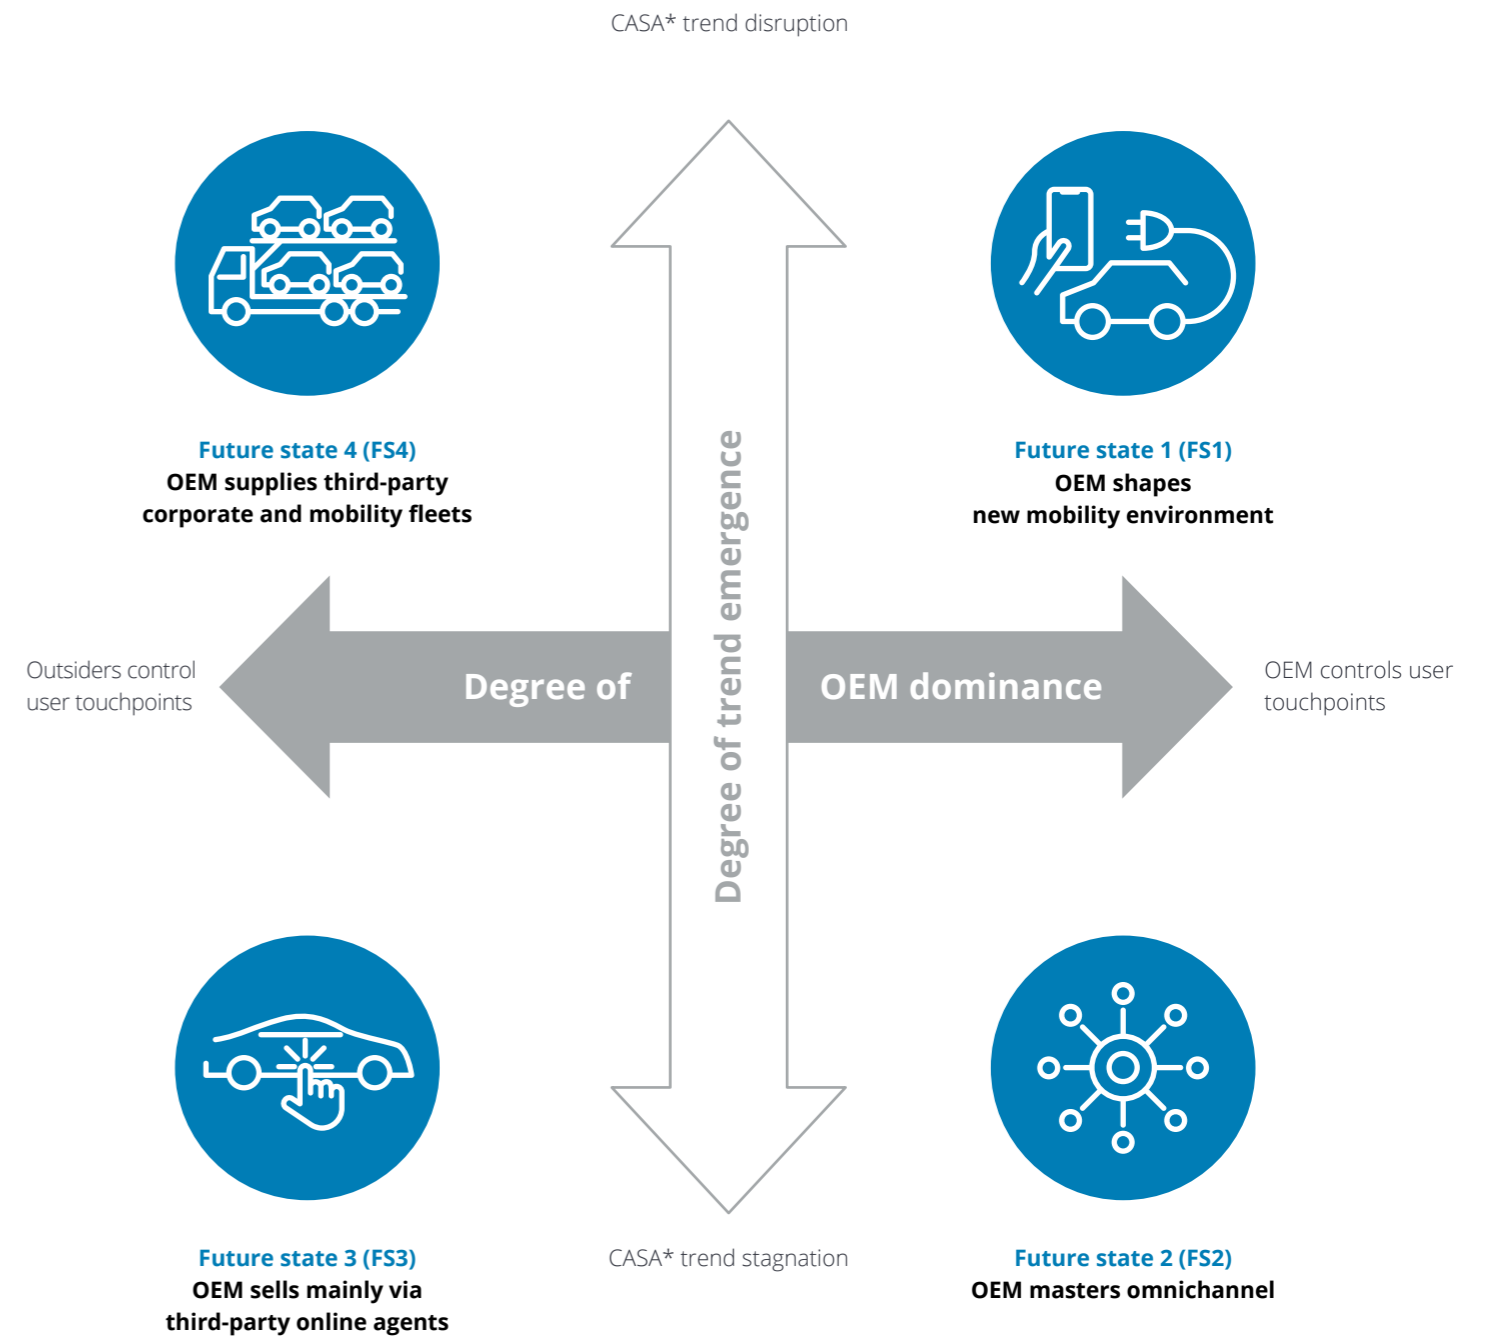 CASA* trend disruption
Future state 4 (FS4)
OEM supplies third-party
corporate and mobility fleets
Future state 1 (FS1)
OEM shapes
new mobility environment
Outsiders control
user touchpoints
Degree of
Degree of trend emergence
OEM dominance
OEM controls user
touchpoints
Future state 3 (FS3)
OEM sells mainly via
third-party online agents
CASA* trend stagnation
Future state 2 (FS2)
OEM masters omnichannel